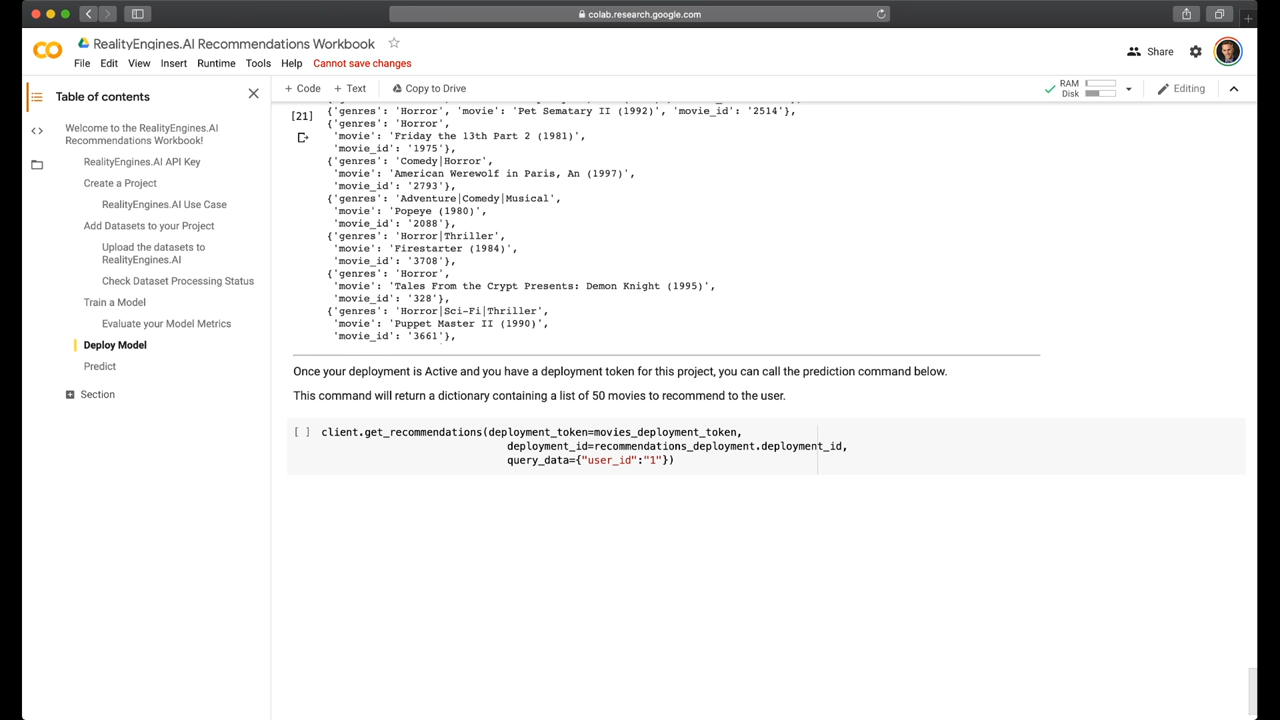 colab.research.google.com
RealityEngines.AI Recommendations Workbook
File Edit View Insert Runtime Tools Help Cannot save changes
Share
+ Code + Text Copy to Drive
RAM
Disk
Editing
Table of contents
Welcome to the RealityEngines.AI
Recommendations Workbook!
RealityEngines.AI API Key
Create a Project
RealityEngines.AI Use Case
Add Datasets to your Project
Upload the datasets to
RealityEngines.AI
Check Dataset Processing Status
Train a Model
Evaluate your Model Metrics
Deploy Model
Predict
Section
[21]
{'genres': 'Horror', 'movie': 'Pet Sematary II (1992)', 'movie_id': '2514'},
{'genres': 'Horror',
'movie': 'Friday the 13th Part 2 (1981)',
'movie_id': '1975'},
{'genres': 'Comedy|Horror',
'movie': 'American Werewolf in Paris, An (1997)',
'movie_id': '2793'},
{'genres': 'Adventure|Comedy|Musical',
'movie': 'Popeye (1980)',
'movie_id': '2088'},
{'genres': 'Horror|Thriller',
'movie': 'Firestarter (1984)',
'movie_id': '3708'},
{'genres': 'Horror',
'movie': 'Tales From the Crypt Presents: Demon Knight (1995)',
'movie_id': '328'},
{'genres': 'Horror|Sci-Fi|Thriller',
'movie': 'Puppet Master II (1990)',
'movie_id': '3661'},
Once your deployment is Active and you have a deployment token for this project, you can call the prediction command below.
This command will return a dictionary containing a list of 50 movies to recommend to the user.
[ ] client.get_recommendations(deployment_token=movies_deployment_token,
deployment_id=recommendations_deployment.deployment_id,
query_data={"user_id":"1"})